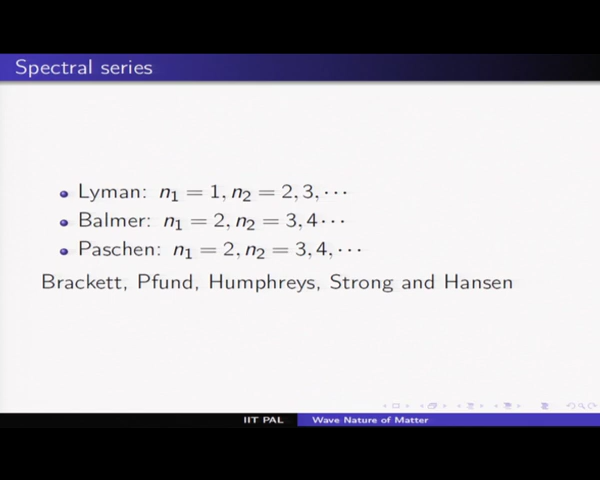 Spectral series
Lyman: n₁ = 1, n₂ = 2, 3, ···
Balmer: n₁ = 2, n₂ = 3, 4 ···
Paschen: n₁ = 2, n₂ = 3, 4, ···
Brackett, Pfund, Humphreys, Strong and Hansen
IIT PAL Wave Nature of Matter